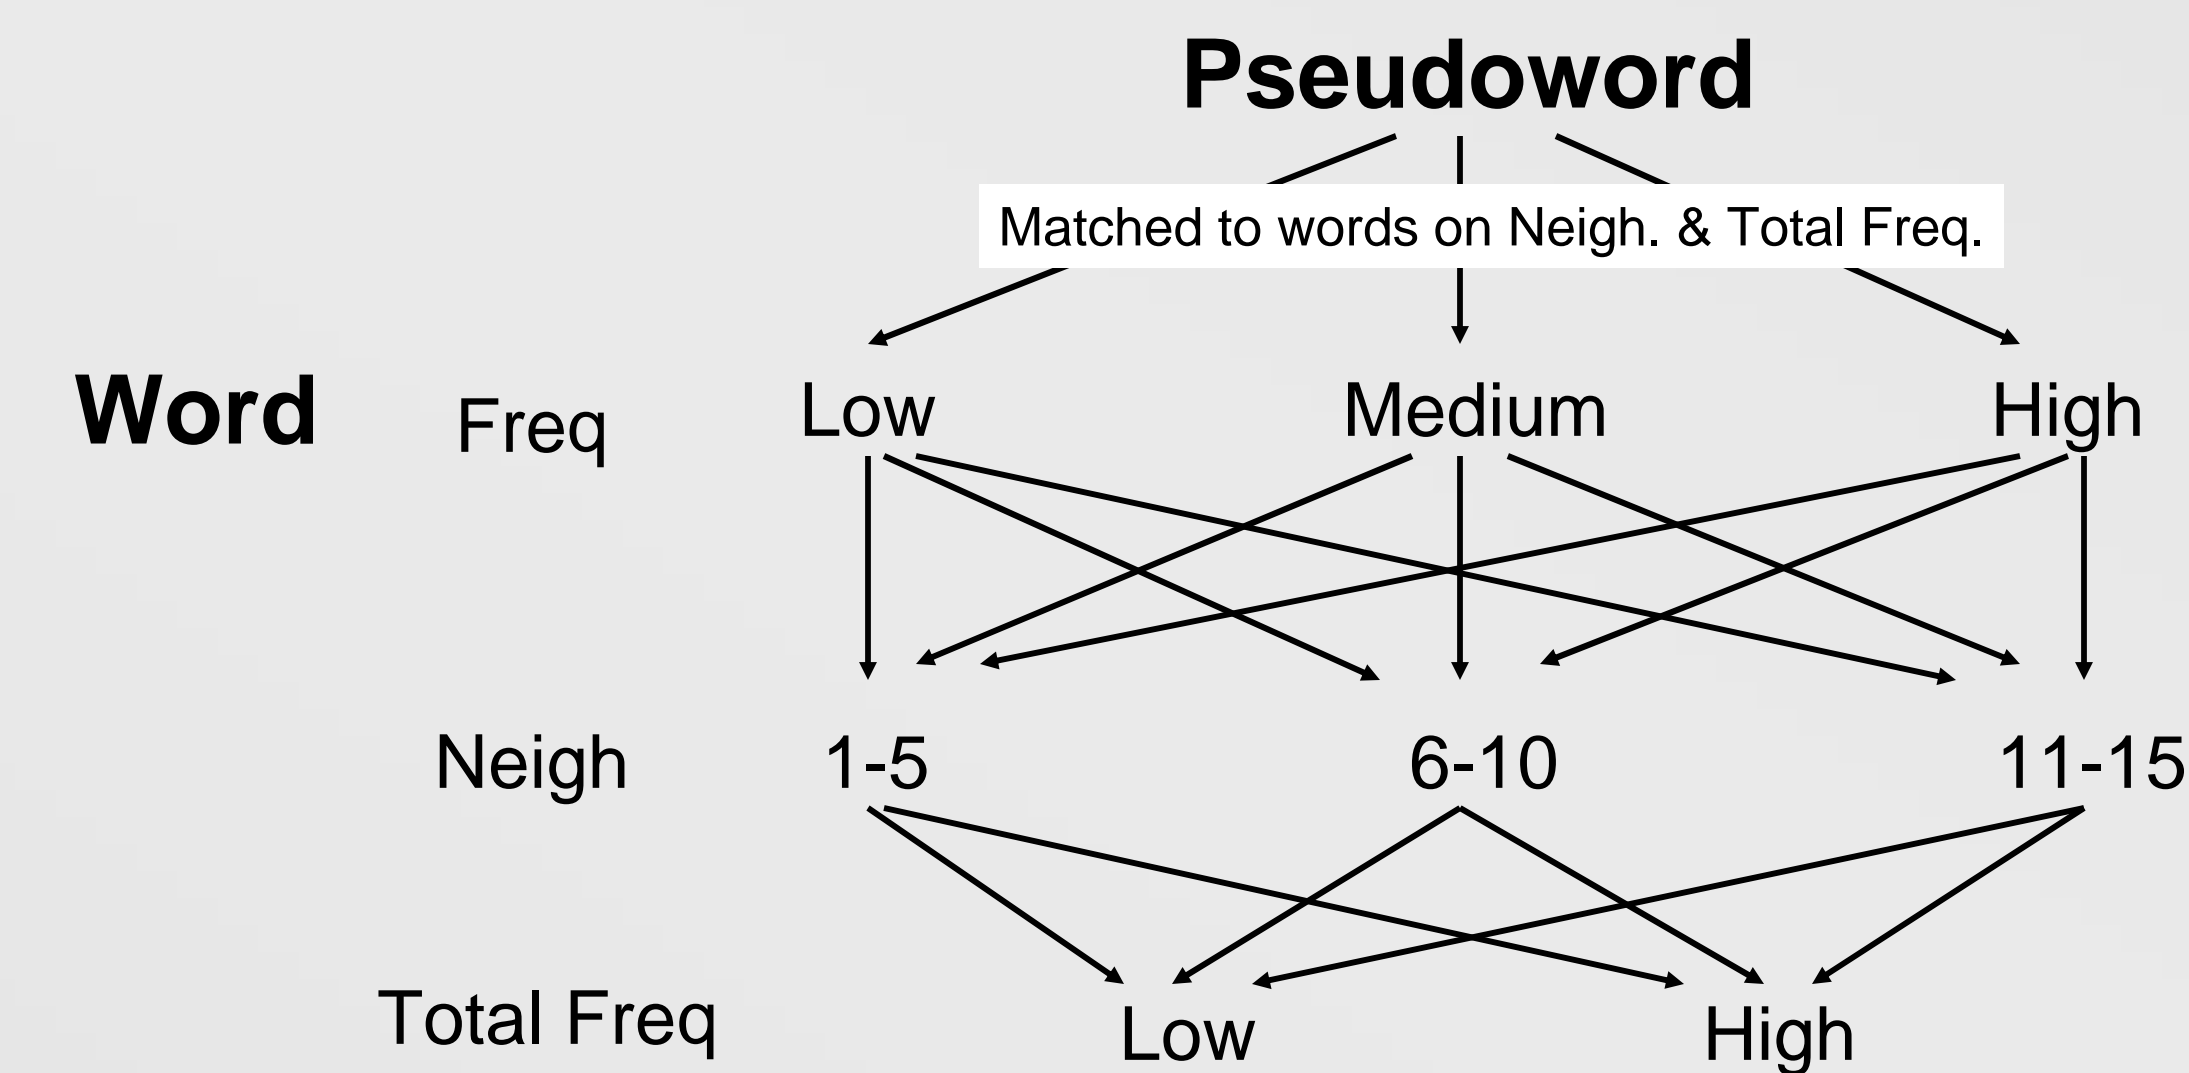 Pseudoword
Matched to words on Neigh. & Total Freq.
Word Freq Low Medium High
Neigh 1-5 6-10 11-15
Total Freq Low High